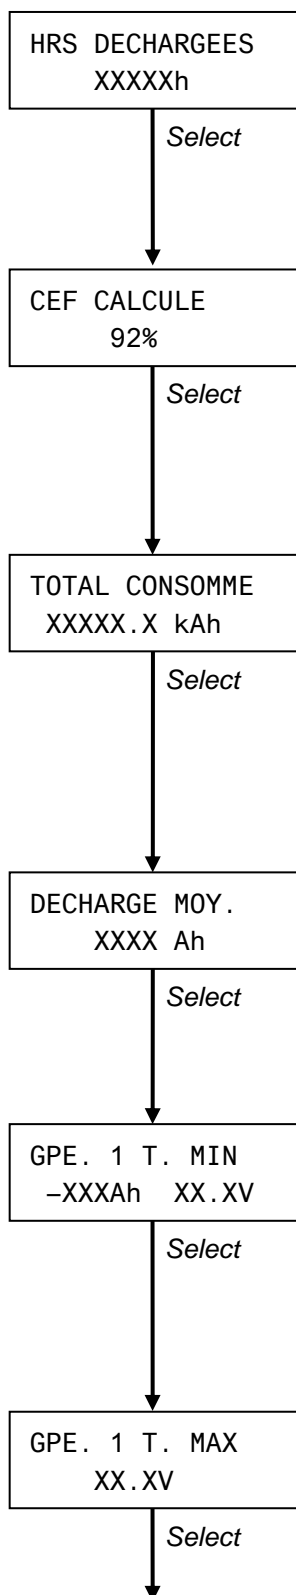 HRS DECHARGEES
XXXXXh
Select
CEF CALCULE
92%
Select
TOTAL CONSOMME
XXXXX.X kAh
Select
DECHARGE MOY.
XXXX Ah
Select
GPE. 1 T. MIN
–XXXAh XX.XV
Select
GPE. 1 T. MAX
XX.XV
Select